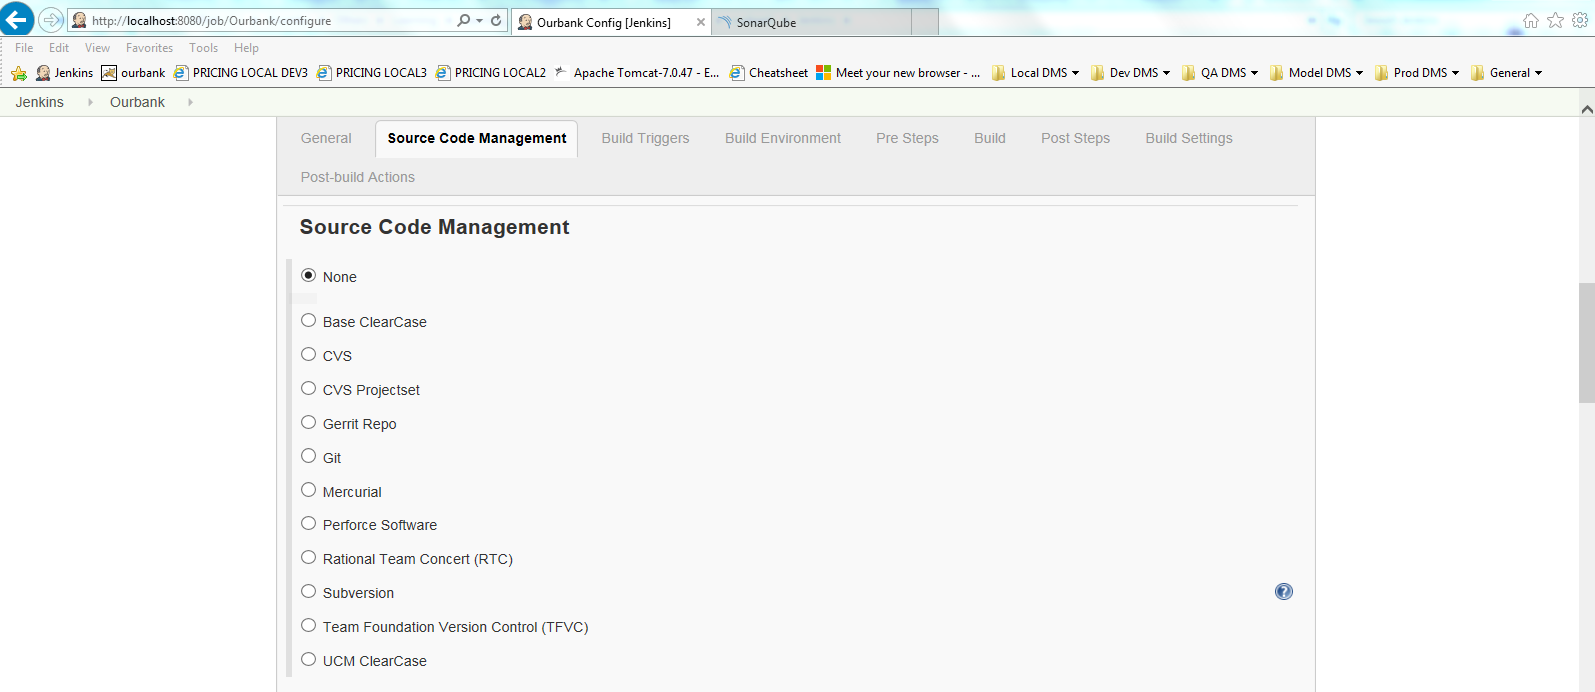 http://localhost:8080/job/Ourbank/configure Ourbank Config [Jenkins] SonarQube
File Edit View Favorites Tools Help
Jenkins ourbank PRICING LOCAL DEV3 PRICING LOCAL3 PRICING LOCAL2 Apache Tomcat-7.0.47 - E... Cheatsheet Meet your new browser - ... Local DMS Dev DMS QA DMS Model DMS Prod DMS General
Jenkins Ourbank
General Source Code Management Build Triggers Build Environment Pre Steps Build Post Steps Build Settings
Post-build Actions
Source Code Management
None
Base ClearCase
CVS
CVS Projectset
Gerrit Repo
Git
Mercurial
Perforce Software
Rational Team Concert (RTC)
Subversion ?
Team Foundation Version Control (TFVC)
UCM ClearCase